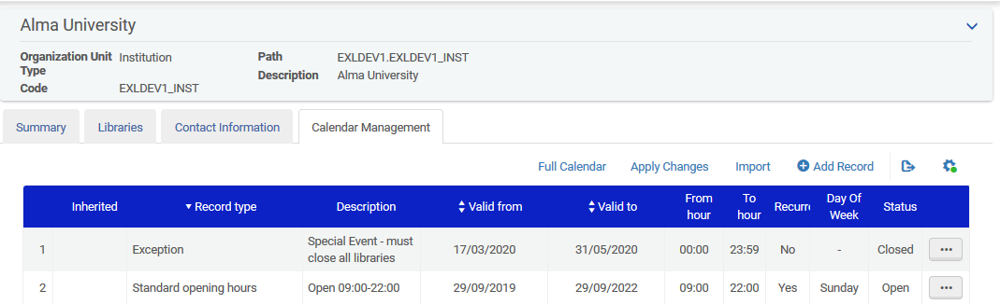 Alma University
Organization Unit Type Institution Path EXLDEV1.EXLDEV1_INST
Description Alma University
Code EXLDEV1_INST
Summary Libraries Contact Information Calendar Management
Full Calendar Apply Changes Import Add Record
Inherited Record type Description Valid from Valid to From hour To hour Recurre Day Of Week Status
1 Exception Special Event - must close all libraries 17/03/2020 31/05/2020 00:00 23:59 No - Closed
2 Standard opening hours Open 09:00-22:00 29/09/2019 29/09/2022 09:00 22:00 Yes Sunday Open